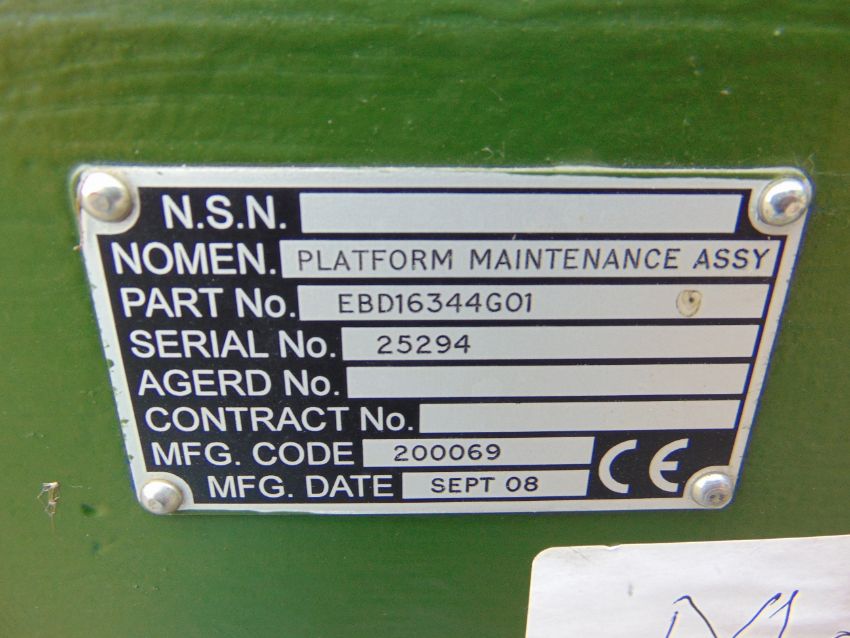 N.S.N.
NOMEN. PLATFORM MAINTENANCE ASSY
PART No. EBD16344G01
SERIAL No. 25294
AGERD No.
CONTRACT No.
MFG. CODE 200069
MFG. DATE SEPT 08
CE